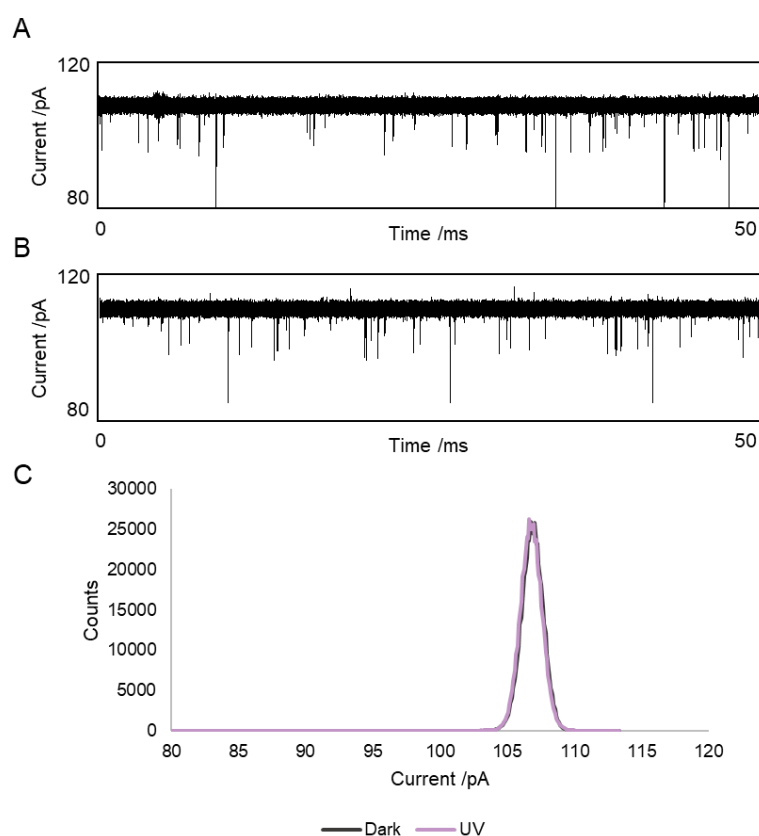 A
120
Current /pA
80
0 Time /ms 50
B
120
Current /pA
80
0 Time /ms 50
C
30000
25000
20000
15000
10000
5000
0
Counts
80 85 90 95 100 105 110 115 120
Current /pA
Dark UV